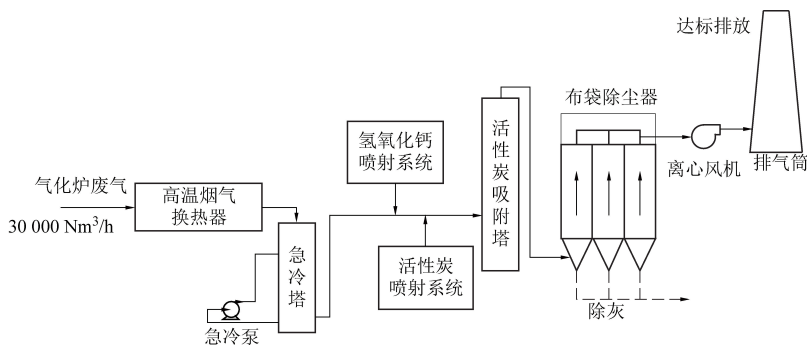 达标排放
布袋除尘器
活性炭吸附塔
氢氧化钙
喷射系统
离心风机
排气筒
气化炉废气
30 000 Nm³/h
高温烟气
换热器
急冷塔
活性炭
喷射系统
急冷泵
除灰